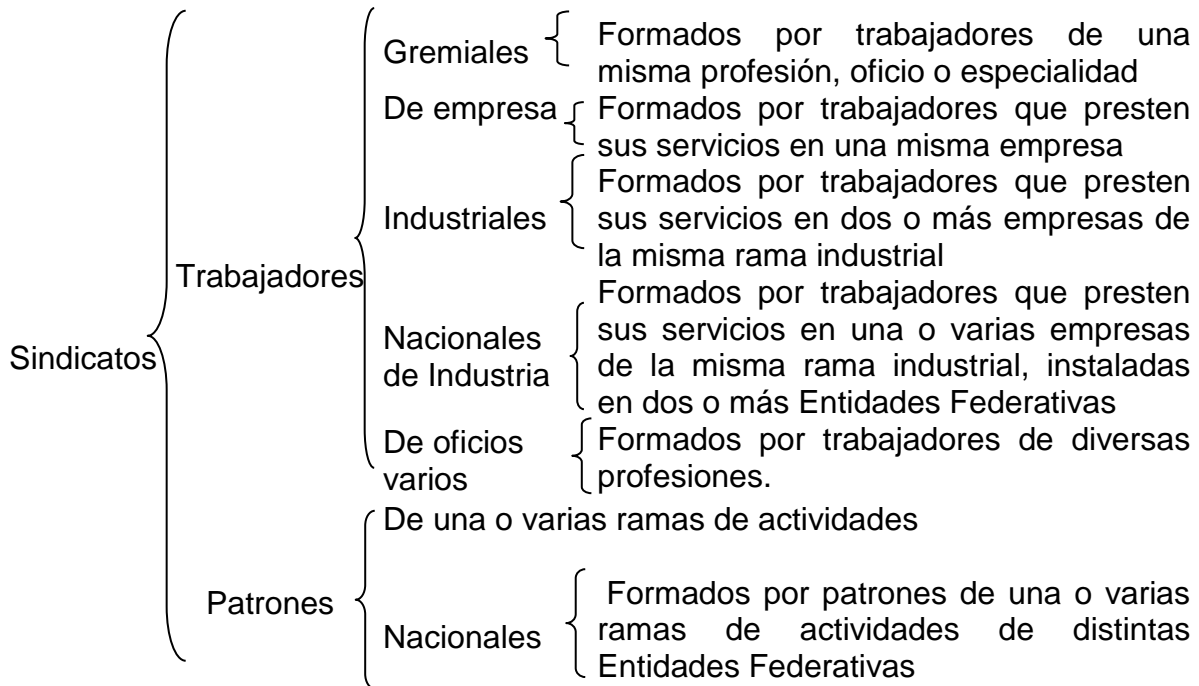 Sindicatos
Trabajadores
Gremiales
Formados por trabajadores de una
misma profesión, oficio o especialidad
De empresa
Formados por trabajadores que presten
sus servicios en una misma empresa
Industriales
Formados por trabajadores que presten
sus servicios en dos o más empresas de
la misma rama industrial
Nacionales
de Industria
Formados por trabajadores que presten
sus servicios en una o varias empresas
de la misma rama industrial, instaladas
en dos o más Entidades Federativas
De oficios
varios
Formados por trabajadores de diversas
profesiones.
Patrones
De una o varias ramas de actividades
Nacionales
Formados por patrones de una o varias
ramas de actividades de distintas
Entidades Federativas